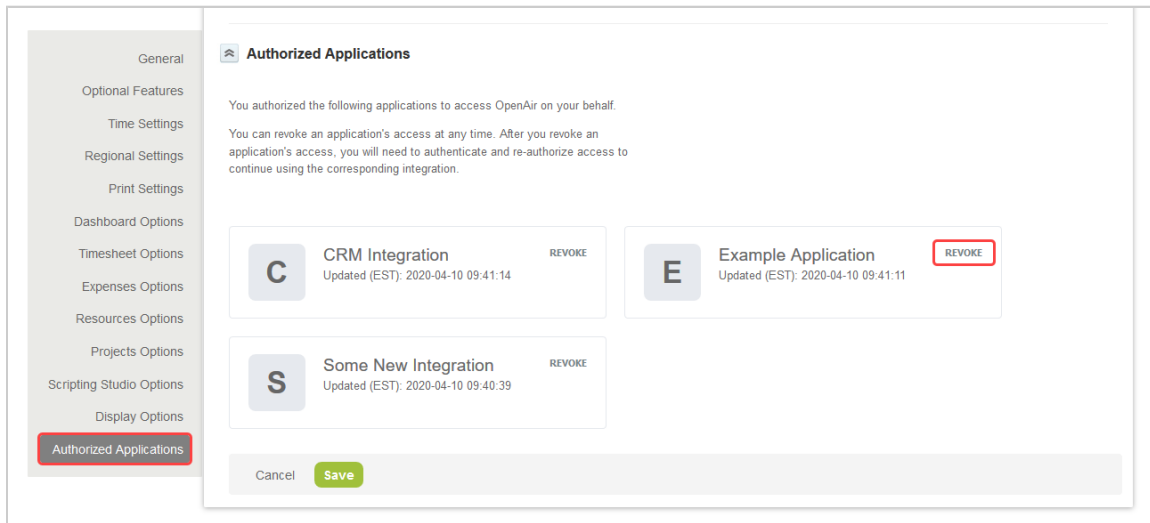 General
Optional Features
Time Settings
Regional Settings
Print Settings
Dashboard Options
Timesheet Options
Expenses Options
Resources Options
Projects Options
Scripting Studio Options
Display Options
Authorized Applications
Authorized Applications
You authorized the following applications to access OpenAir on your behalf.
You can revoke an application's access at any time. After you revoke an
application's access, you will need to authenticate and re-authorize access to
continue using the corresponding integration.
C
CRM Integration
REVOKE
Updated (EST): 2020-04-10 09:41:14
E
Example Application
REVOKE
Updated (EST): 2020-04-10 09:41:11
S
Some New Integration
REVOKE
Updated (EST): 2020-04-10 09:40:39
Cancel
Save